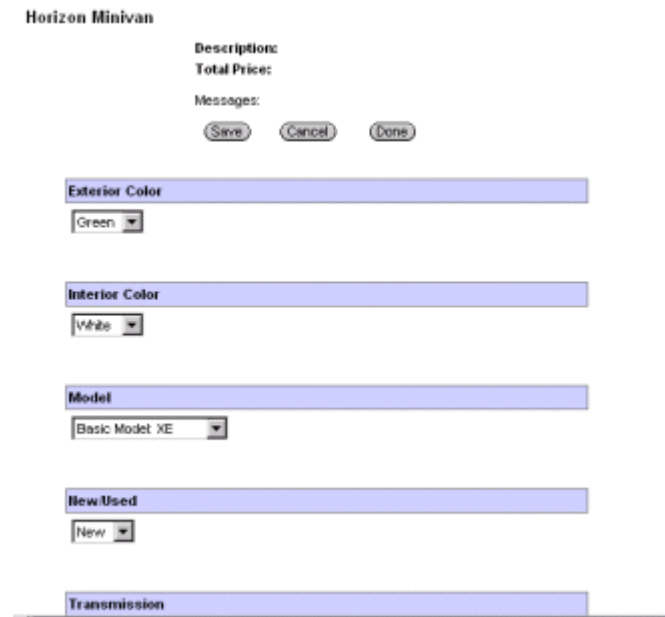 Horizon Minivan
Description:
Total Price:
Messages:
Save Cancel Done
Exterior Color
Green
Interior Color
White
Model
Basic Model: XE
New/Used
New
Transmission